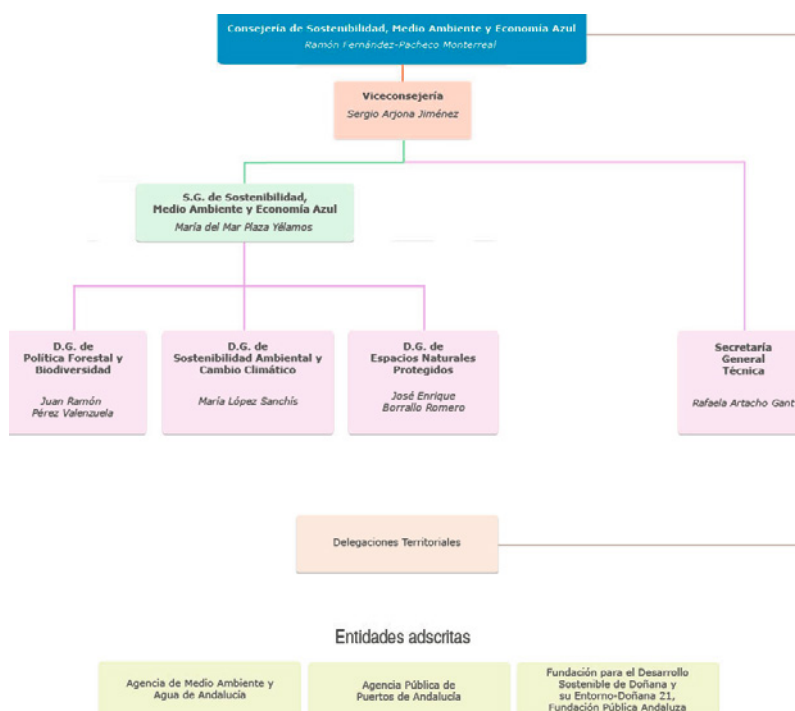 Consejería de Sostenibilidad, Medio Ambiente y Economía Azul
Ramón Fernández-Pacheco Monterreal
Viceconsejería
Sergio Arjona Jiménez
S.G. de Sostenibilidad,
Medio Ambiente y Economía Azul
María del Mar Plaza Yélamos
D.G. de
Política Forestal y
Biodiversidad
Juan Ramón
Pérez Valenzuela
D.G. de
Sostenibilidad Ambiental y
Cambio Climático
María López Sanchís
D.G. de
Espacios Naturales
Protegidos
José Enrique
Borrallo Romero
Secretaría
General
Técnica
Rafaela Artacho Gant
Delegaciones Territoriales
Entidades adscritas
Agencia de Medio Ambiente y
Agua de Andalucía
Agencia Pública de
Puertos de Andalucía
Fundación para el Desarrollo
Sostenible de Doñana y
su Entorno-Doñana 21,
Fundación Pública Andaluza